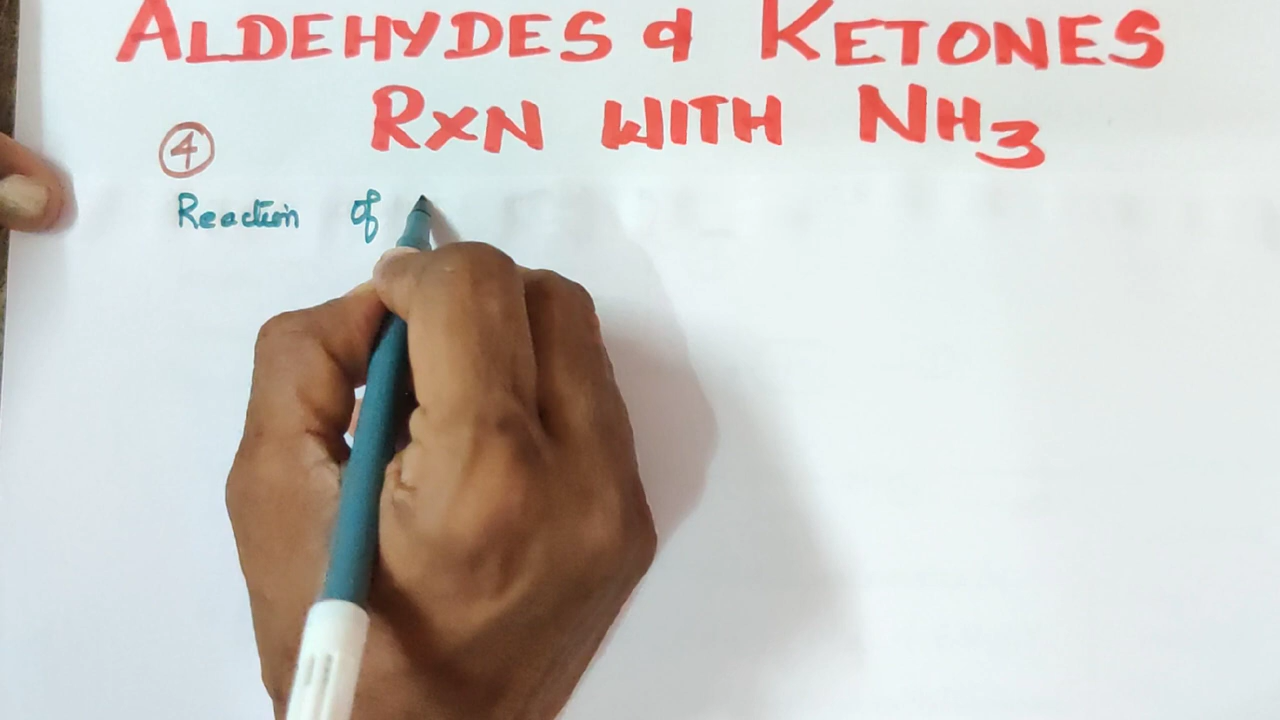 ALDEHYDES & KETONES
RXN WITH NH3
4
Reaction of